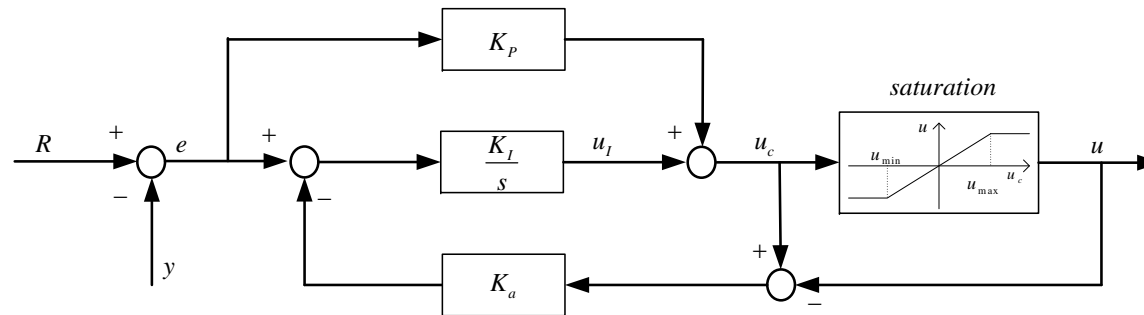 K_P
saturation
R
+
−
e
+
−
K_I
s
u_I
+
u_c
u
u_min
u_max
u_c
u
y
K_a
+
−